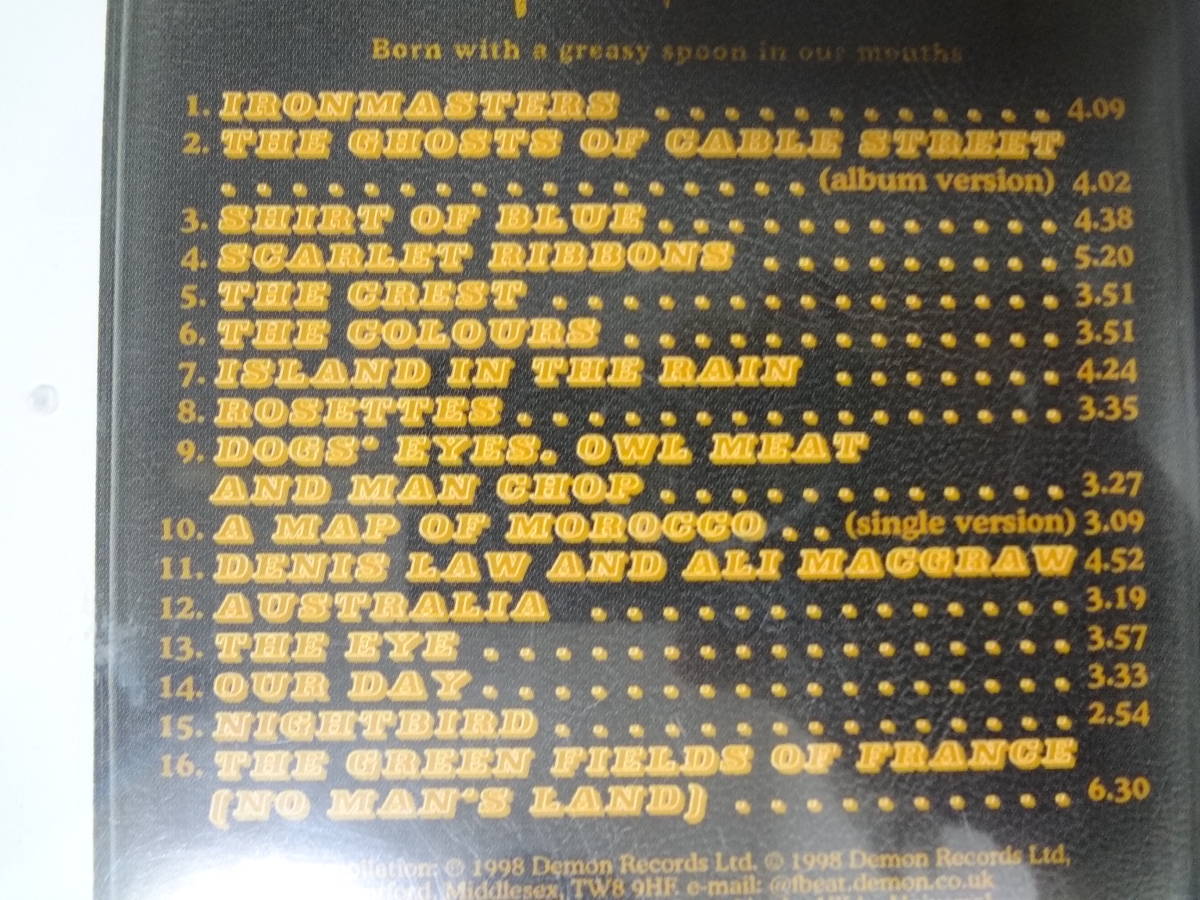 Born with a greasy spoon in our mouths
1. IRONMASTERS . . . . . . . . . . . . 4.09
2. THE GHOSTS OF CABLE STREET
. . . . . . . . . . . . . . . . . (album version) 4.02
3. SHIRT OF BLUE . . . . . . . . . . . . 4.38
4. SCARLET RIBBONS . . . . . . . . . 5.20
5. THE CREST . . . . . . . . . . . . . . . 3.51
6. THE COLOURS . . . . . . . . . . . . . 3.51
7. ISLAND IN THE RAIN . . . . . . . 4.24
8. ROSETTES . . . . . . . . . . . . . . . . 3.35
9. DOGS' EYES. OWL MEAT
AND MAN CHOP . . . . . . . . . . . . 3.27
10. A MAP OF MOROCCO . . (single version) 3.09
11. DENIS LAW AND ALI MACGRAW 4.52
12. AUSTRALIA . . . . . . . . . . . . . . 3.19
13. THE EYE . . . . . . . . . . . . . . . . . 3.57
14. OUR DAY . . . . . . . . . . . . . . . . . 3.33
15. NIGHTBIRD . . . . . . . . . . . . . . . 2.54
16. THE GREEN FIELDS OF FRANCE
(NO MAN'S LAND) . . . . . . . . . . 6.30
℗ 1998 Demon Records Ltd. © 1998 Demon Records Ltd,
Middlesex, TW8 9HF. e-mail: @fbeat.demon.co.uk